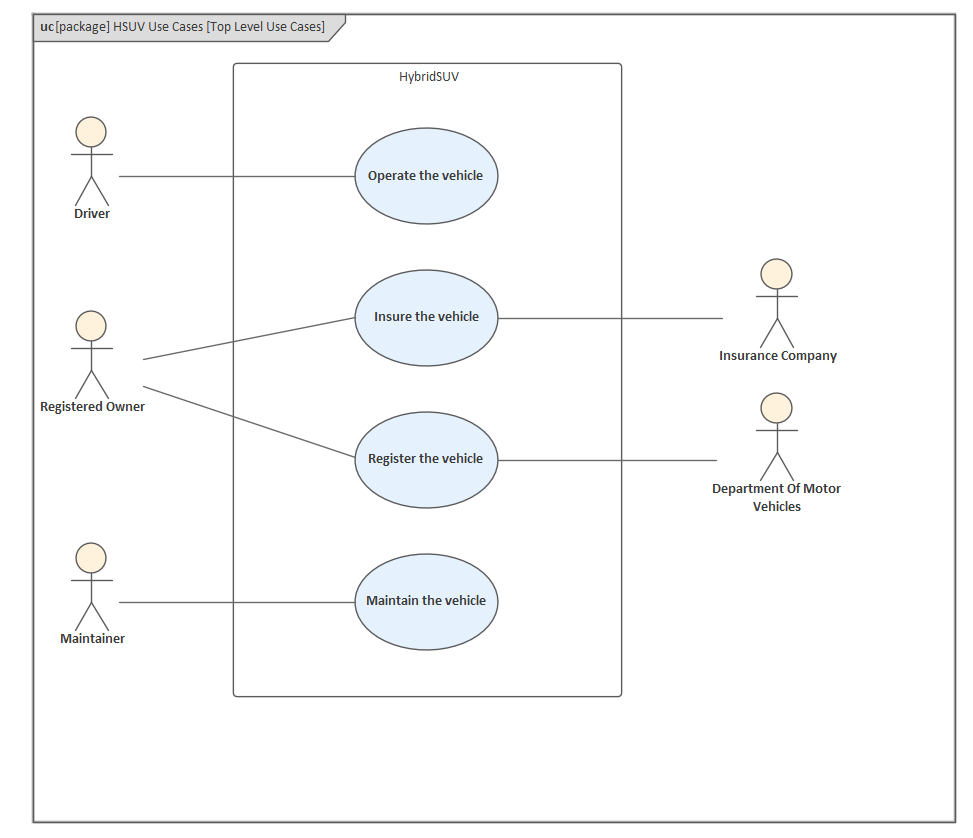 uc [package] HSUV Use Cases [Top Level Use Cases]
HybridSUV
Operate the vehicle
Driver
Insure the vehicle
Insurance Company
Registered Owner
Register the vehicle
Department Of Motor
Vehicles
Maintain the vehicle
Maintainer